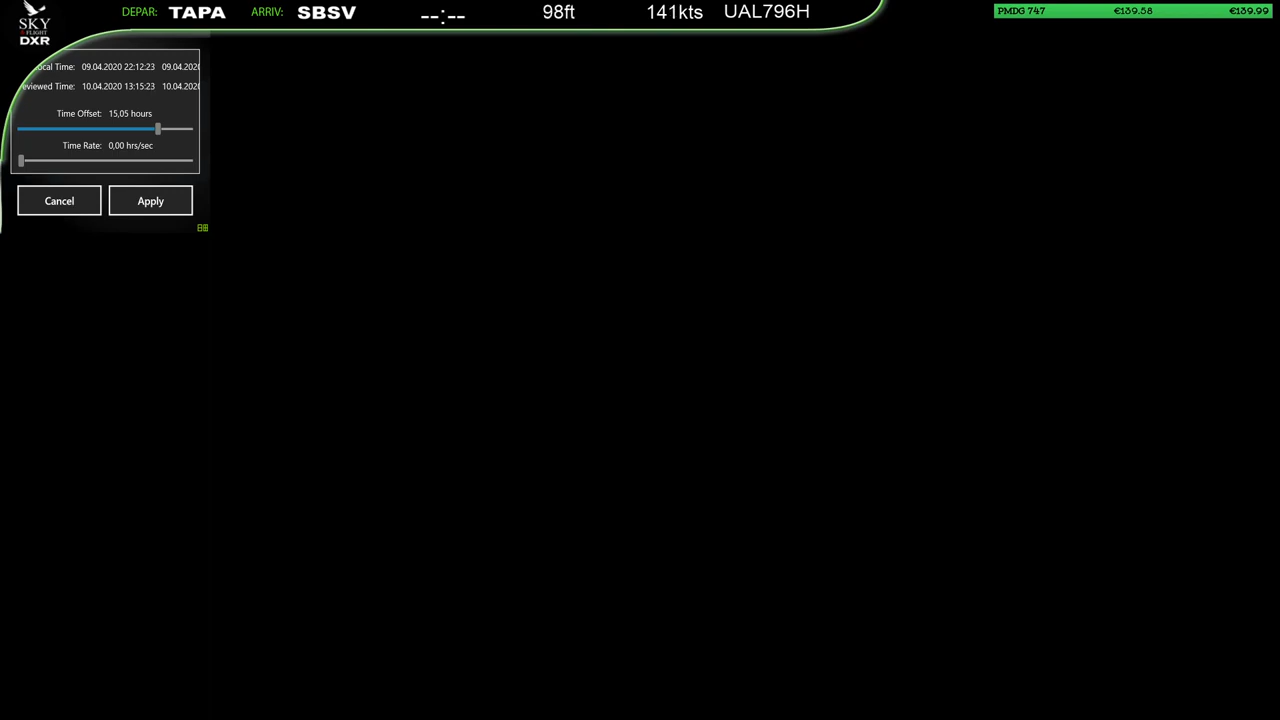 SKY
FLIGHT
DXR
DEPAR: TAPA ARRIV: SBSV --:-- 98ft 141kts UAL796H
PMDG 747 €139.58 €139.99
ocal Time: 09.04.2020 22:12:23 09.04.2020
eviewed Time: 10.04.2020 13:15:23 10.04.2020
Time Offset: 15,05 hours
Time Rate: 0,00 hrs/sec
Cancel Apply